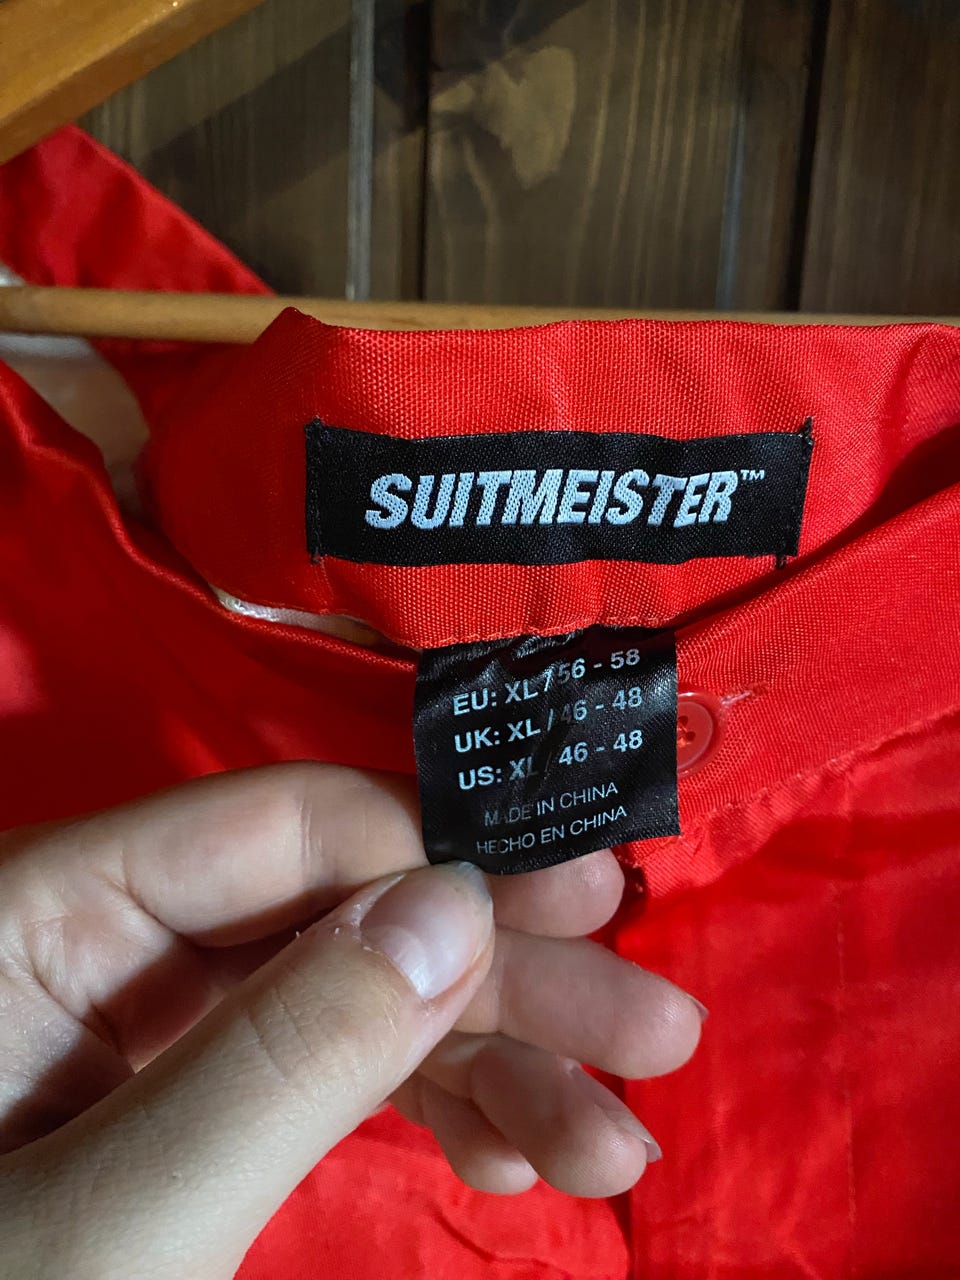 SUITMEISTER™
EU: XL / 56 - 58
UK: XL / 46 - 48
US: XL / 46 - 48
MADE IN CHINA
HECHO EN CHINA